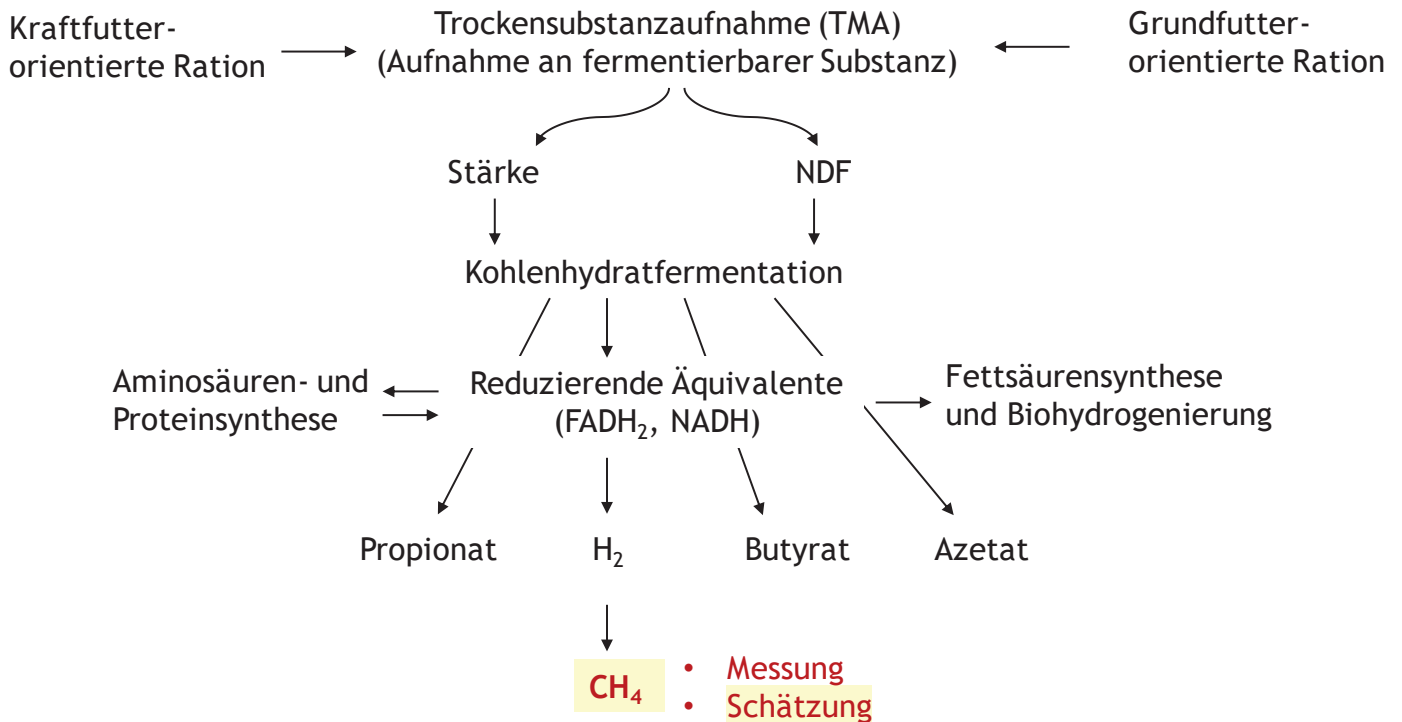 Kraftfutter-
orientierte Ration
Trockensubstanzaufnahme (TMA)
(Aufnahme an fermentierbarer Substanz)
Grundfutter-
orientierte Ration
Stärke
NDF
Kohlenhydratfermentation
Aminosäuren- und
Proteinsynthese
Reduzierende Äquivalente
(FADH₂, NADH)
Fettsäurensynthese
und Biohydrogenierung
Propionat
H₂
Butyrat
Azetat
CH₄
• Messung
• Schätzung